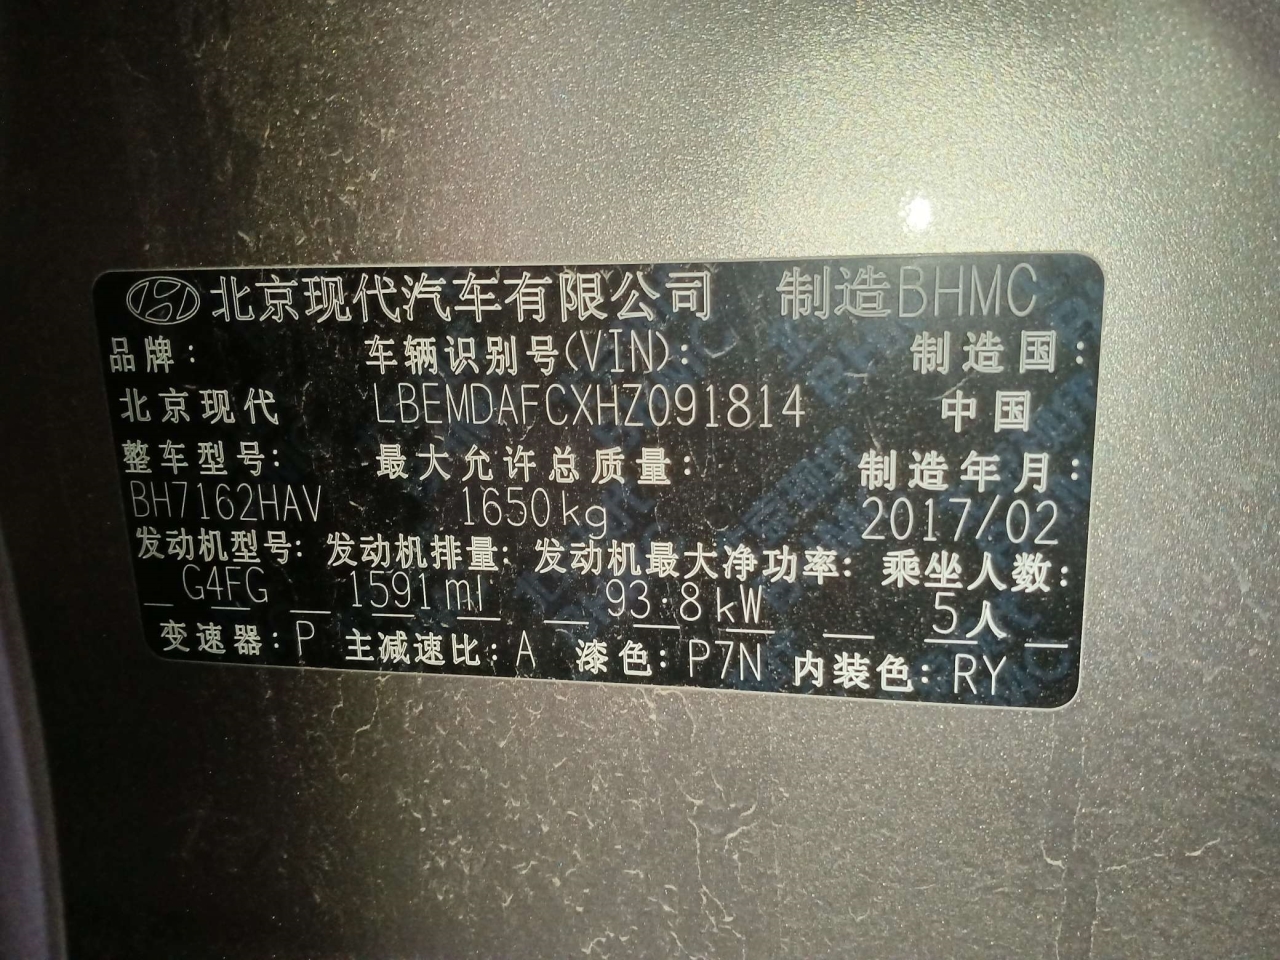 北京现代汽车有限公司 制造BHMC
品牌: 车辆识别号(VIN): 制造国:
北京现代 LBEMDAFCXHZ091814 中国
整车型号: 最大允许总质量: 制造年月:
BH7162HAV 1650kg 2017/02
发动机型号: 发动机排量: 发动机最大净功率: 乘坐人数:
G4FG 1591ml 93.8kW 5人
变速器: P 主减速比: A 漆色: P7N 内装色: RY